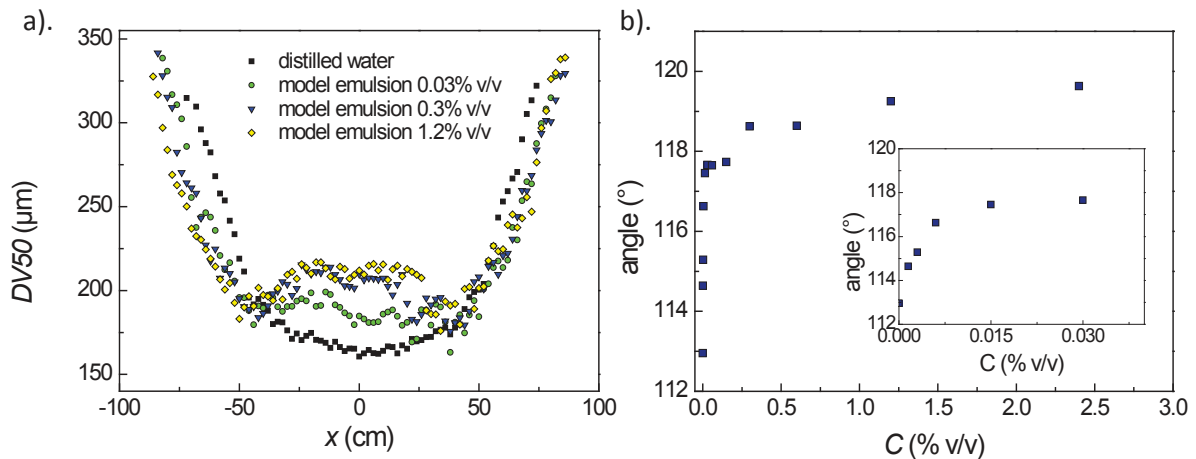 a).
350
300
250
200
150
DV50 (µm)
-100
-50
0
50
100
x (cm)
distilled water
model emulsion 0.03% v/v
model emulsion 0.3% v/v
model emulsion 1.2% v/v
b).
120
118
116
114
112
angle (°)
0.0
0.5
1.0
1.5
2.0
2.5
3.0
C (% v/v)
120
118
116
114
112
angle (°)
0.000
0.015
0.030
C (% v/v)